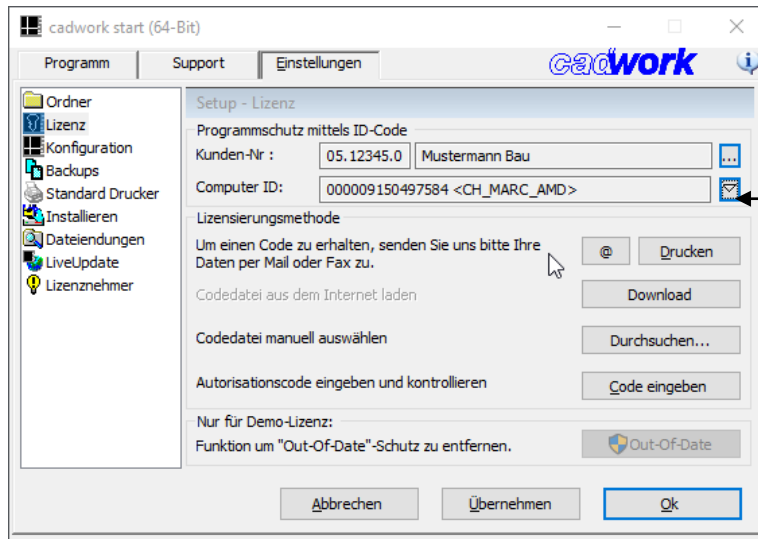 cadwork start (64-Bit)
Programm
Support
Einstellungen
cadwork
i
Ordner
Lizenz
Konfiguration
Backups
Standard Drucker
Installieren
Dateiendungen
LiveUpdate
Lizenznehmer
Setup - Lizenz
Programmschutz mittels ID-Code
Kunden-Nr : 05.12345.0 Mustermann Bau ...
Computer ID: 000009150497584 <CH_MARC_AMD>
Lizensierungsmethode
Um einen Code zu erhalten, senden Sie uns bitte Ihre
Daten per Mail oder Fax zu.
@ Drucken
Codedatei aus dem Internet laden Download
Codedatei manuell auswählen Durchsuchen...
Autorisationscode eingeben und kontrollieren Code eingeben
Nur für Demo-Lizenz:
Funktion um "Out-Of-Date"-Schutz zu entfernen. Out-Of-Date
Abbrechen Übernehmen Ok